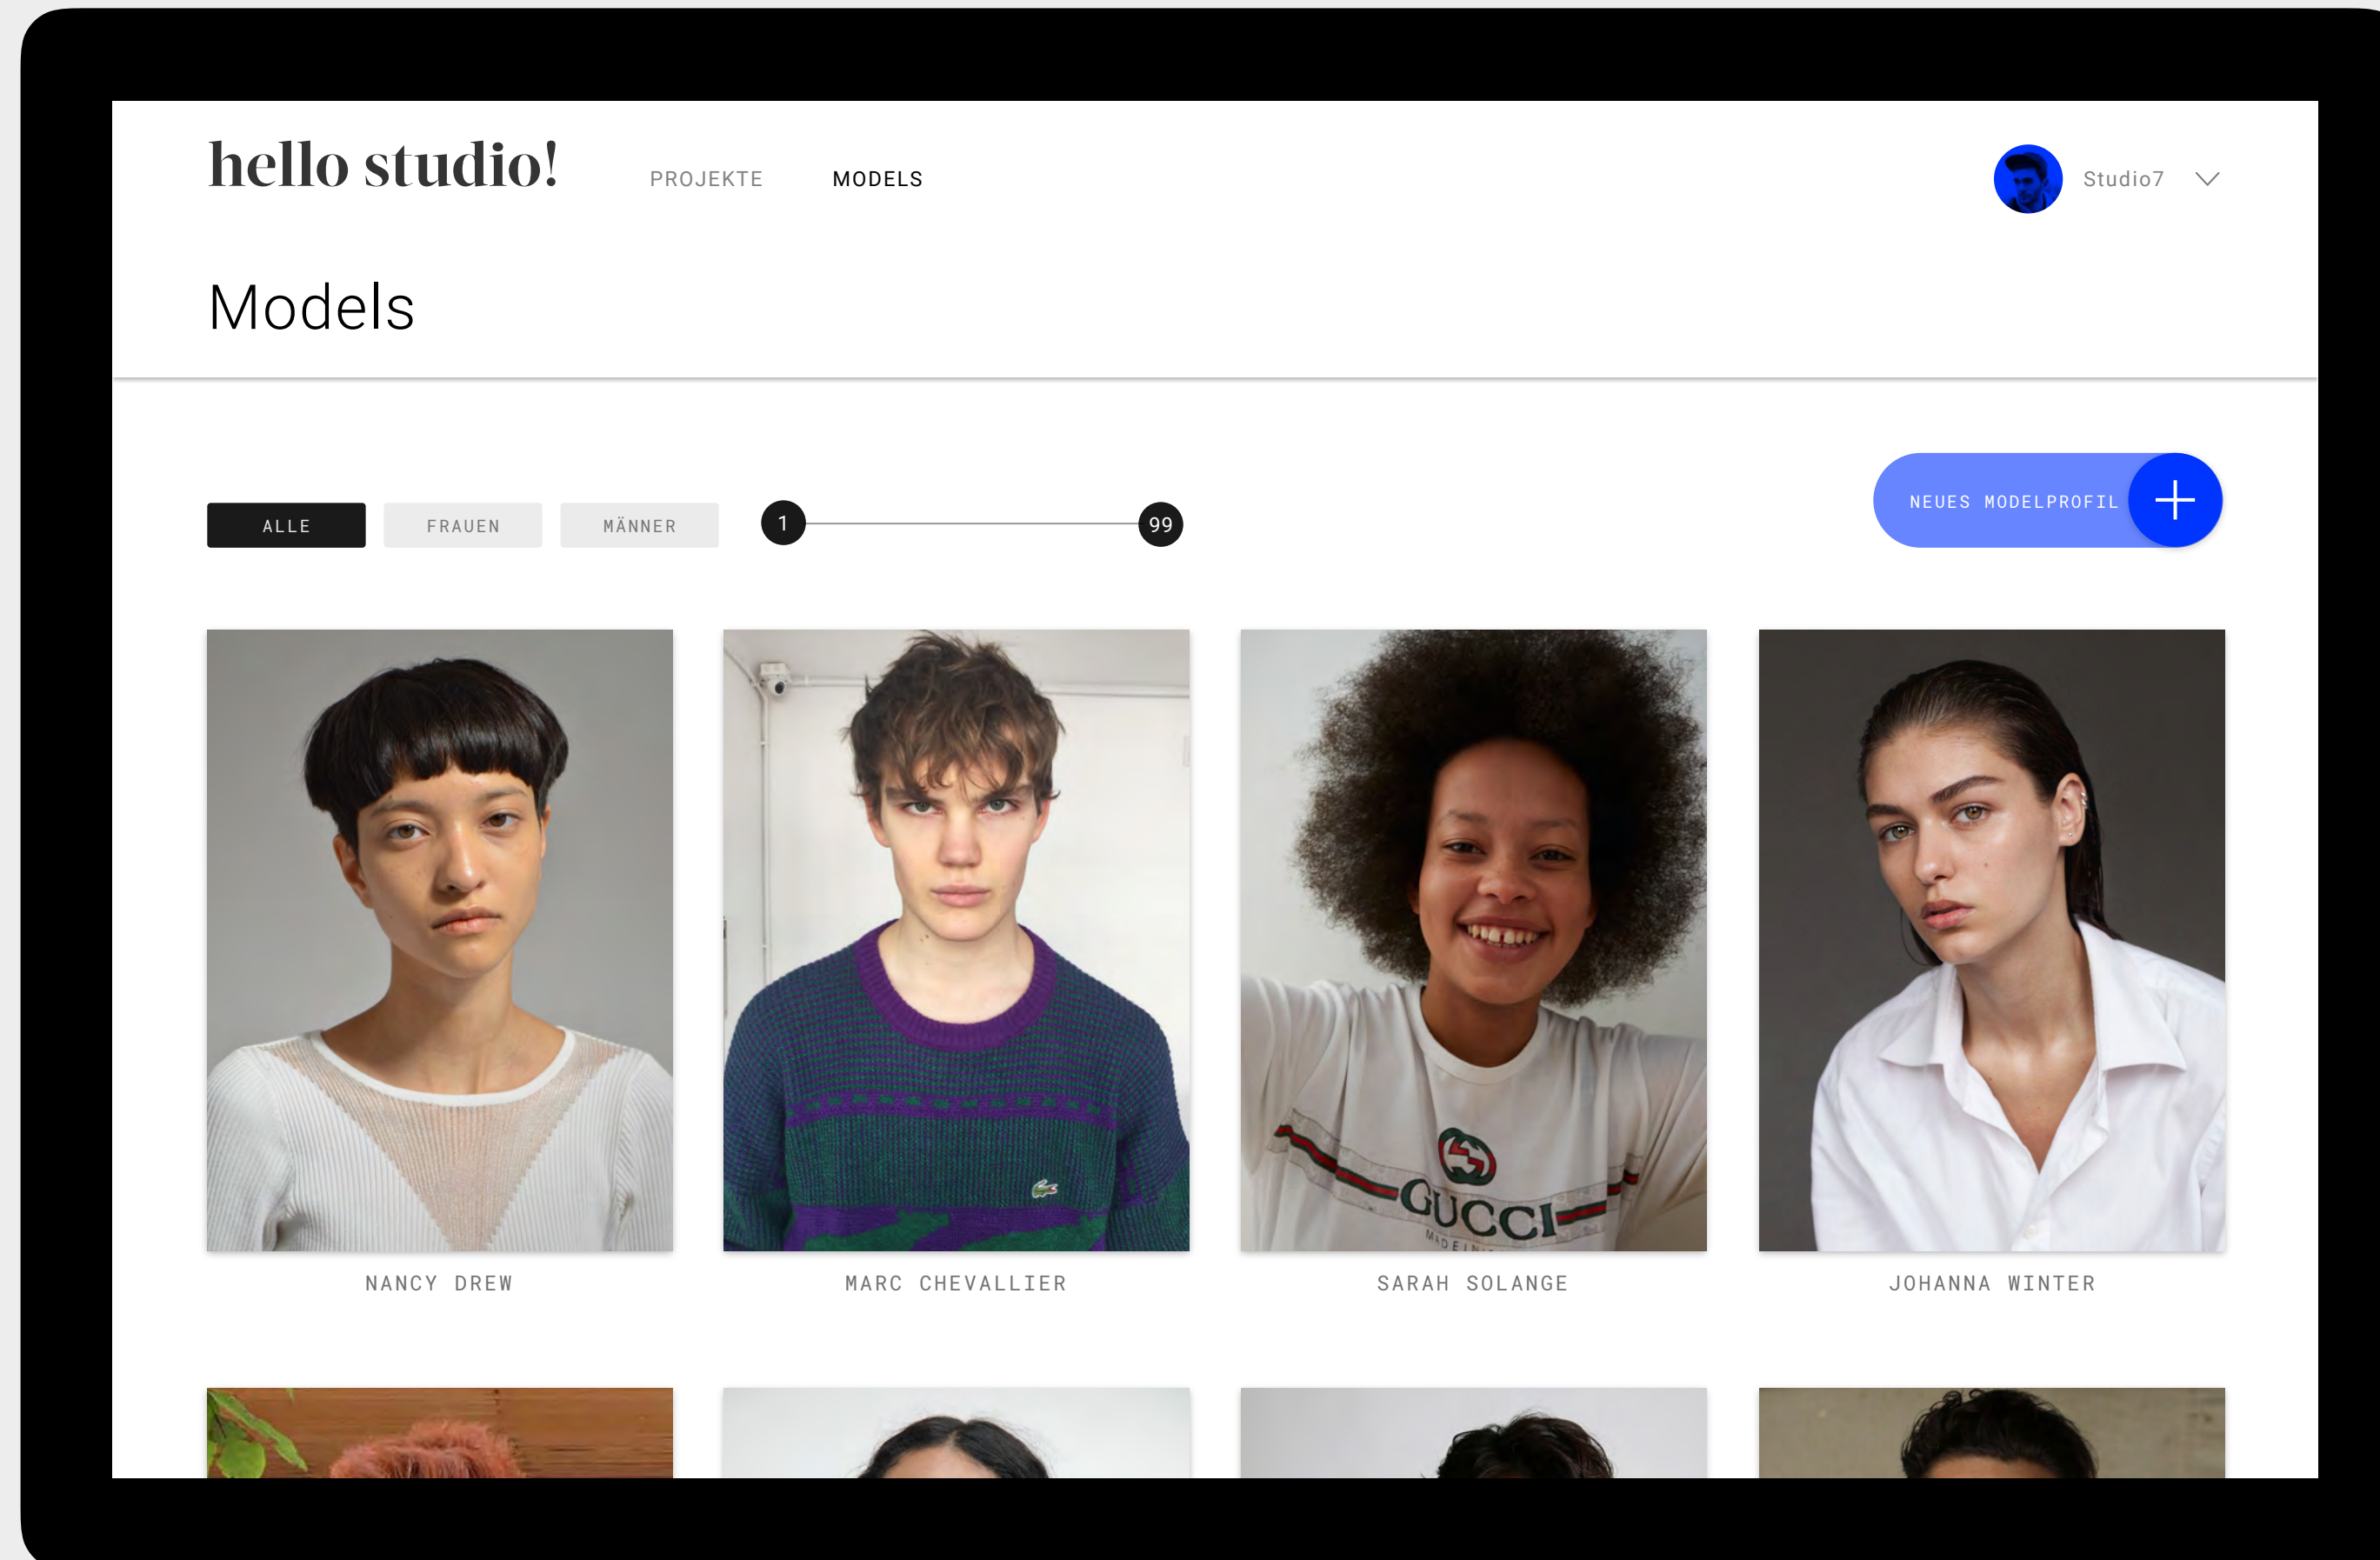 hello studio!
PROJEKTE
MODELS
Studio7
Models
ALLE
FRAUEN
MÄNNER
1
99
NEUES MODELPROFIL
GUCCI
NANCY DREW
MARC CHEVALLIER
SARAH SOLANGE
JOHANNA WINTER